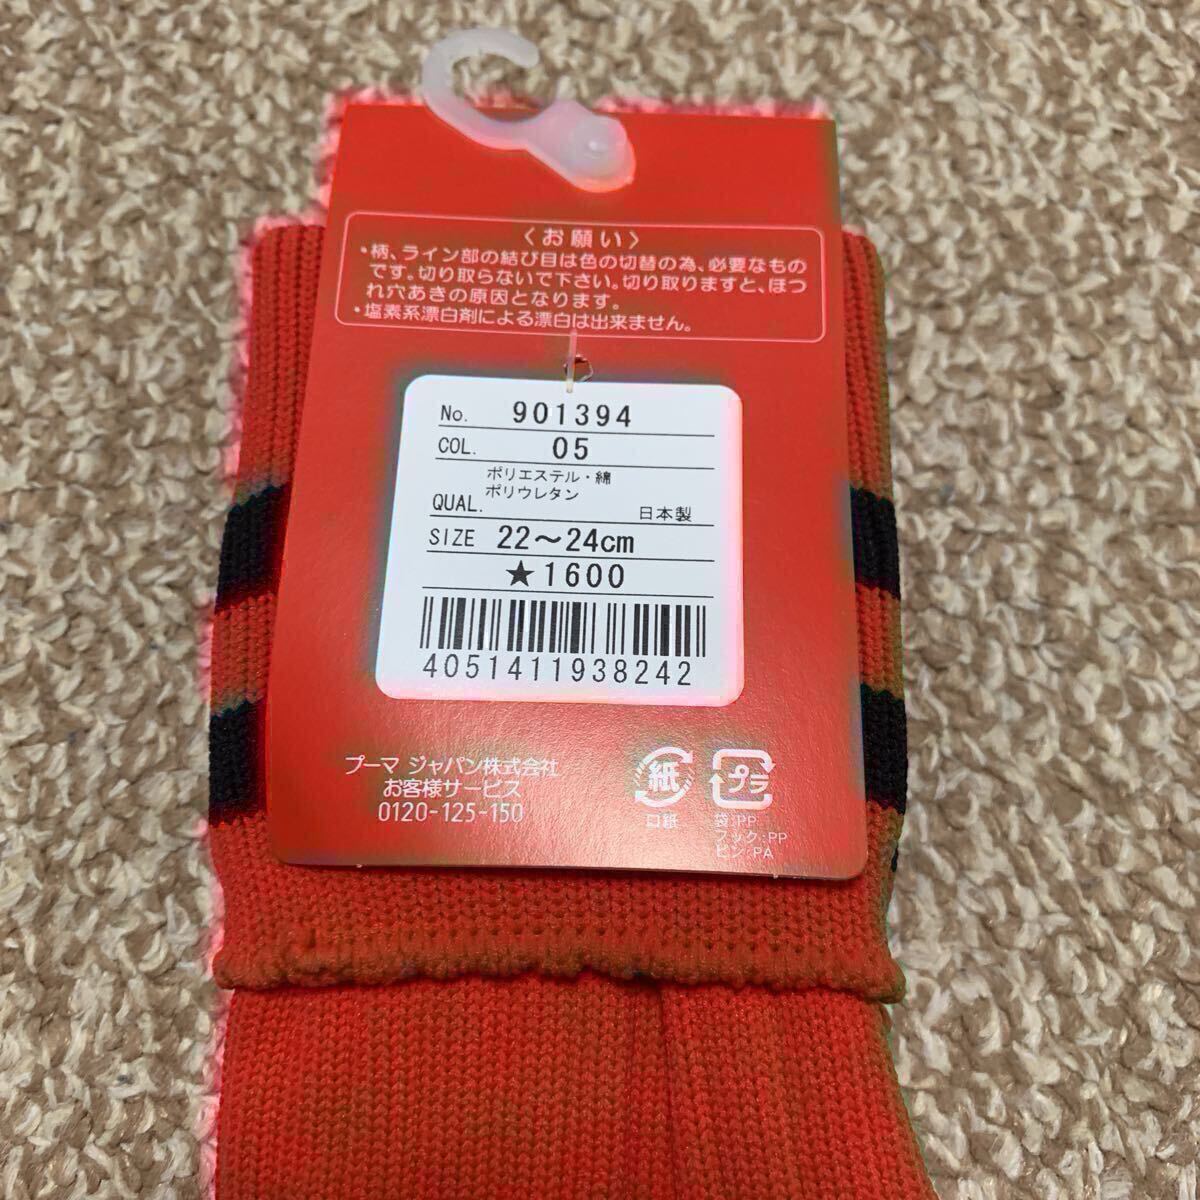 〈お願い〉
・柄、ライン部の結び目は色の切替の為、必要なもの
です。切り取らないで下さい。切り取りますと、ほつ
れ穴あきの原因となります。
・塩素系漂白剤による漂白は出来ません。
No. 901394
COL. 05
ポリエステル・綿
QUAL. ポリウレタン
日本製
SIZE 22～24cm
★1600
4051411938242
プーマ ジャパン株式会社
お客様サービス
0120-125-150
紙
口紙
プラ
袋:PP
フック:PP
ピン:PA